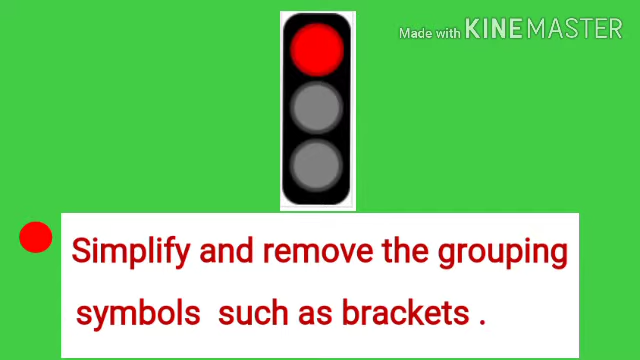 Made with KINEMASTER
Simplify and remove the grouping
symbols such as brackets .